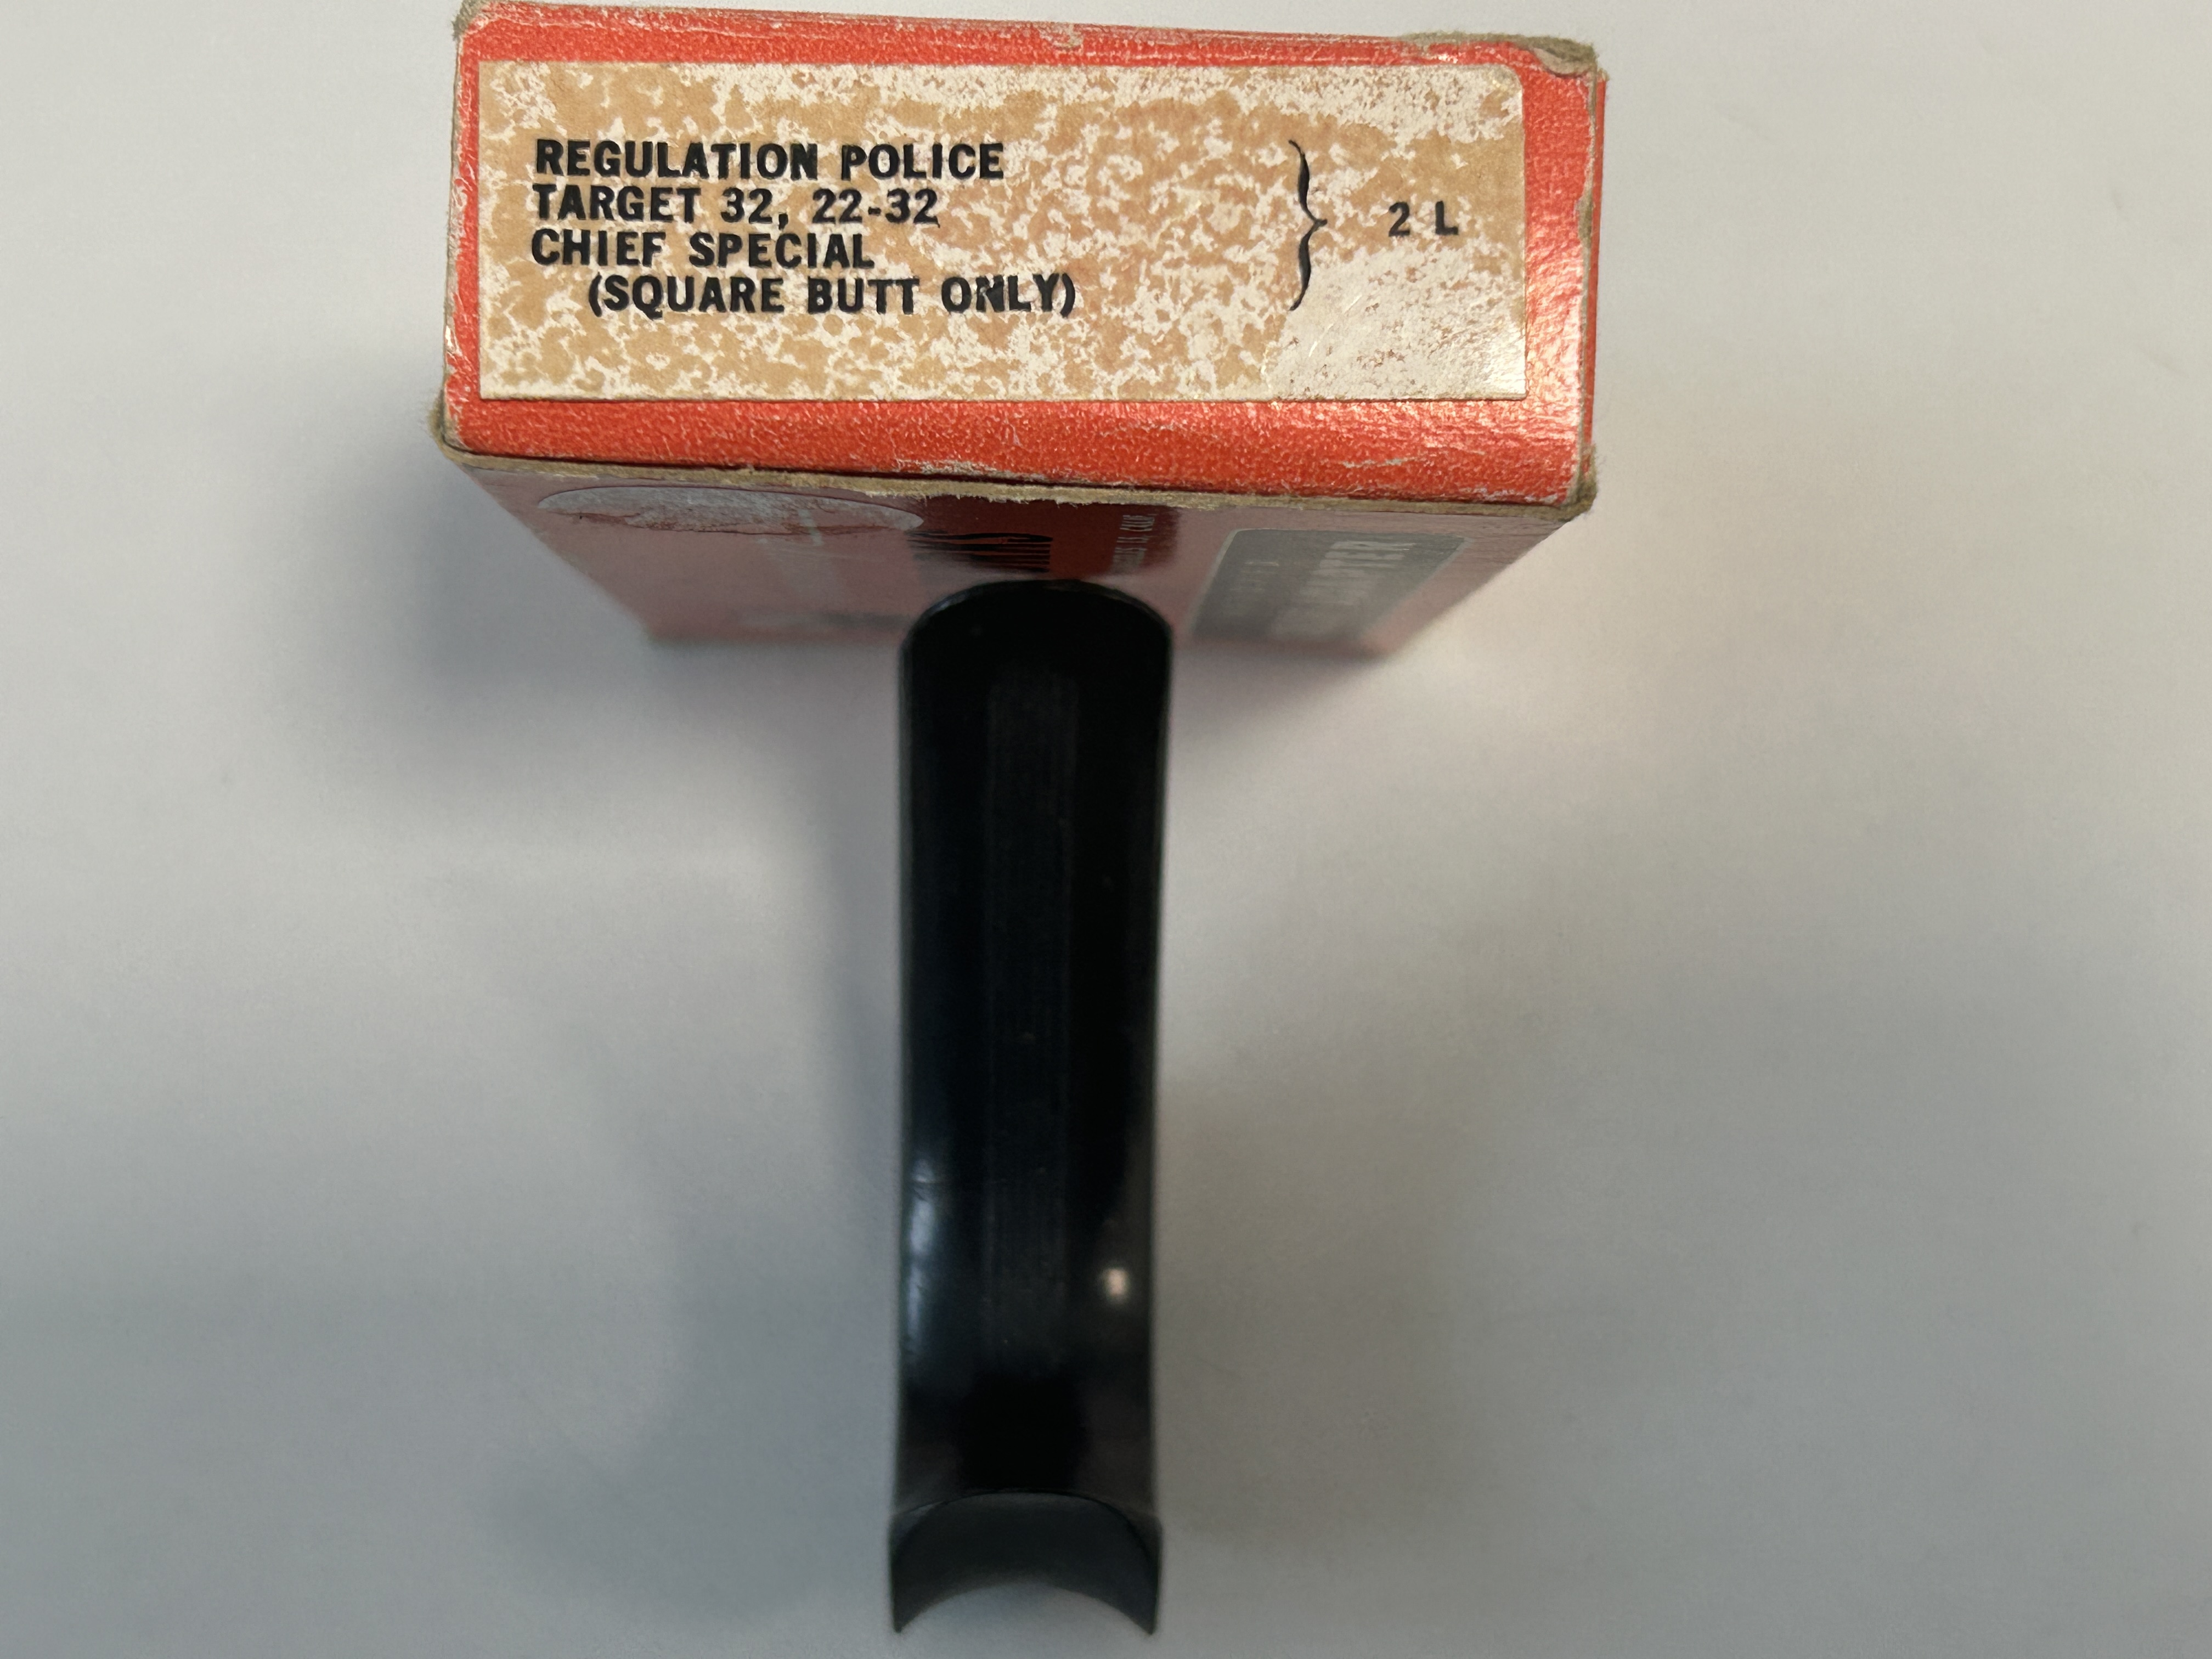 REGULATION POLICE
TARGET 32, 22-32
CHIEF SPECIAL
(SQUARE BUTT ONLY)
} 2 L